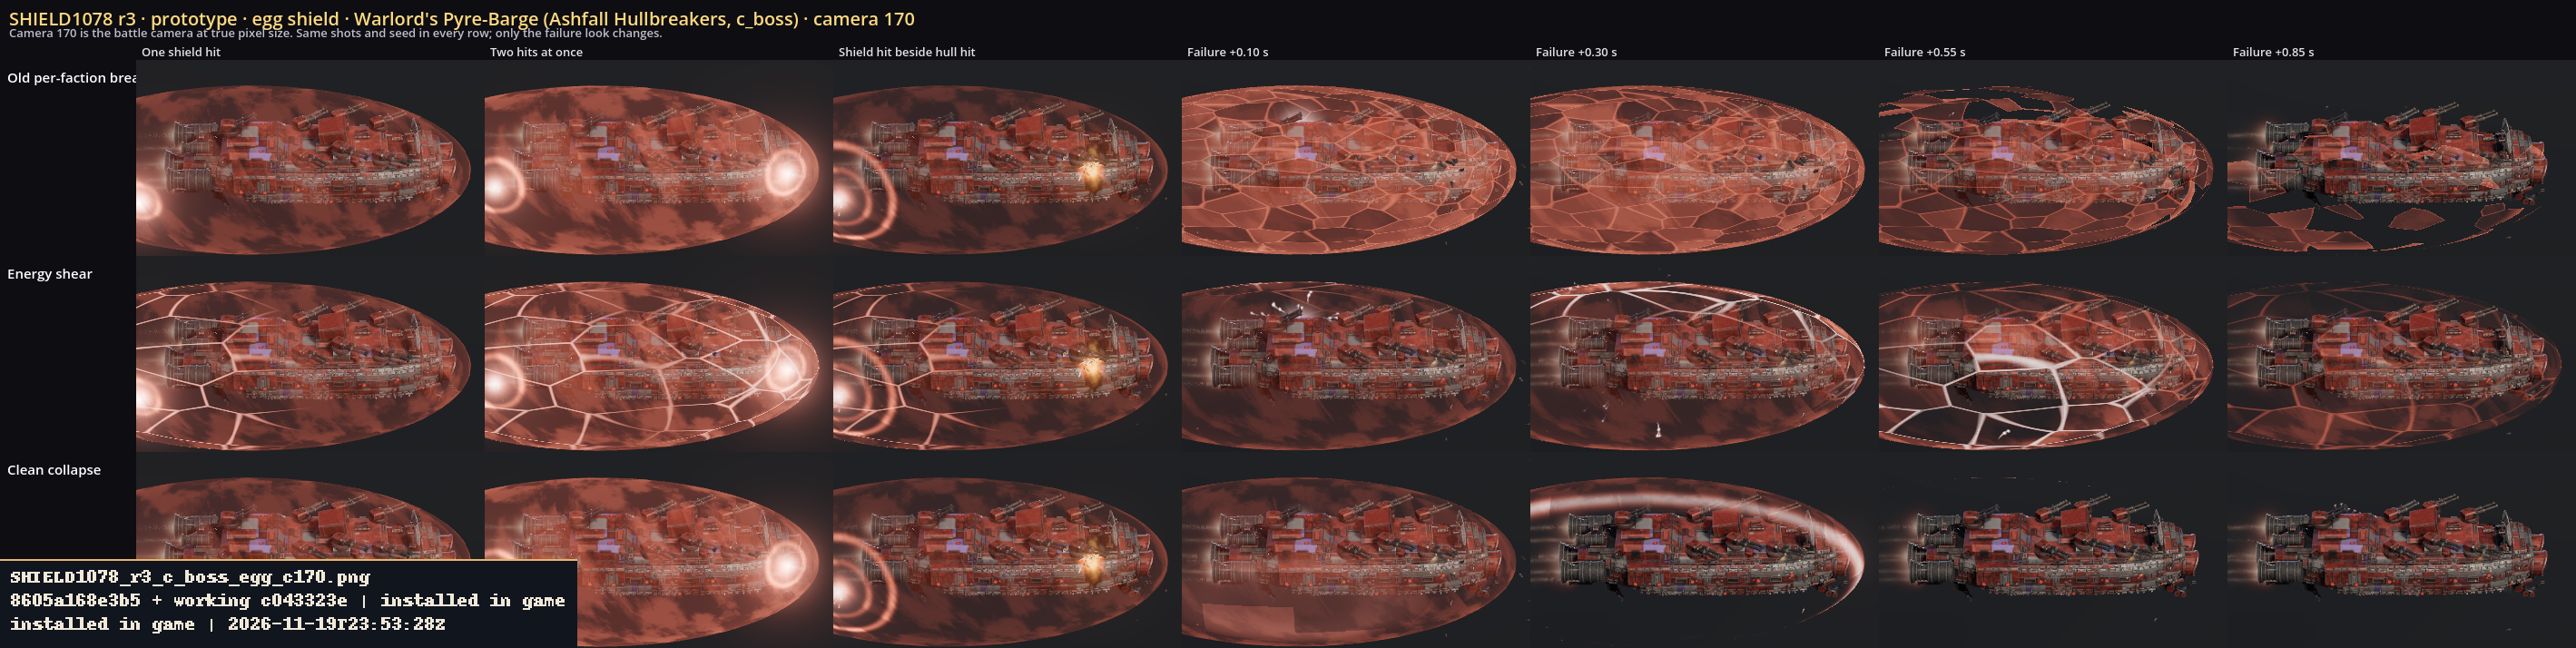 SHIELD1078 r3 · prototype · egg shield · Warlord's Pyre-Barge (Ashfall Hullbreakers, c_boss) · camera 170
Camera 170 is the battle camera at true pixel size. Same shots and seed in every row; only the failure look changes.
One shield hit
Two hits at once
Shield hit beside hull hit
Failure +0.10 s
Failure +0.30 s
Failure +0.55 s
Failure +0.85 s
Old per-faction brea
Energy shear
Clean collapse
SHIELD1078_r3_c_boss_egg_c170.png
8605a168e3b5 + working c043323e | installed in game
installed in game | 2026-11-19T23:53:28Z